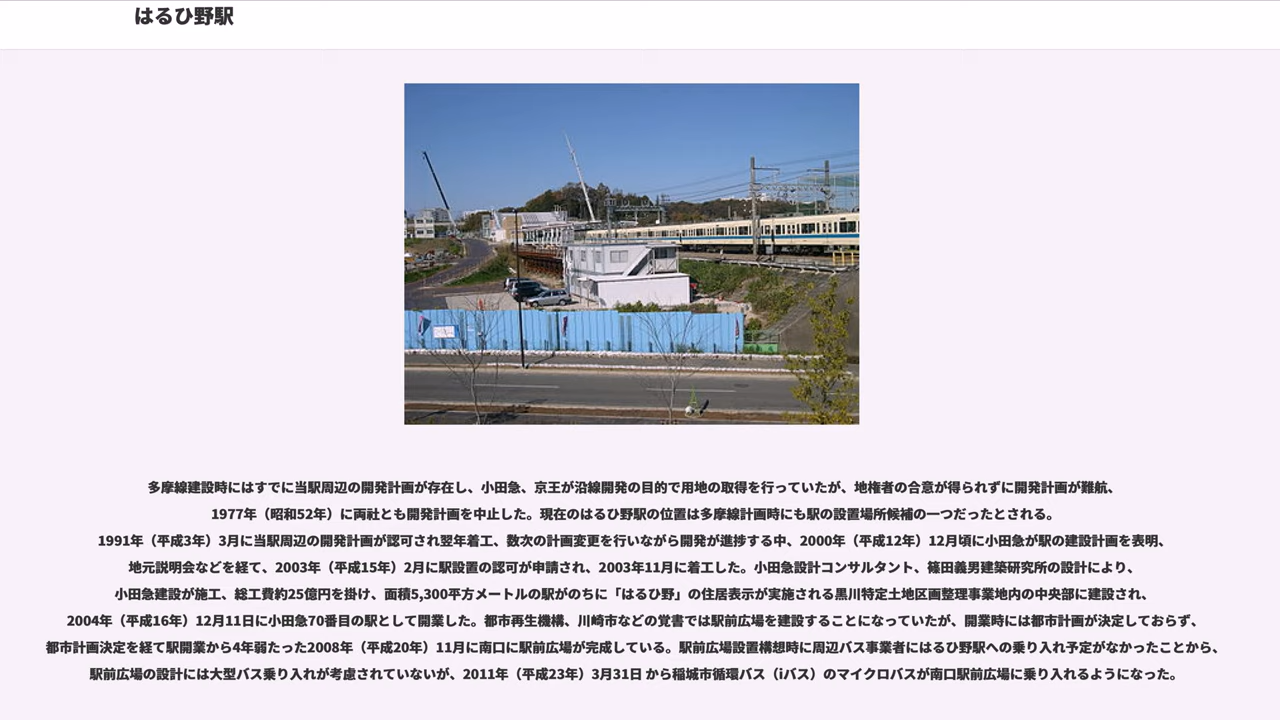 はるひ野駅
多摩線建設時にはすでに当駅周辺の開発計画が存在し、小田急、京王が沿線開発の目的で用地の取得を行っていたが、地権者の合意が得られずに開発計画が難航、
1977年（昭和52年）に両社とも開発計画を中止した。現在のはるひ野駅の位置は多摩線計画時にも駅の設置場所候補の一つだったとされる。
1991年（平成3年）3月に当駅周辺の開発計画が認可され翌年着工、数次の計画変更を行いながら開発が進捗する中、2000年（平成12年）12月頃に小田急が駅の建設計画を表明、
地元説明会などを経て、2003年（平成15年）2月に駅設置の認可が申請され、2003年11月に着工した。小田急設計コンサルタント、篠田義男建築研究所の設計により、
小田急建設が施工、総工費約25億円を掛け、面積5,300平方メートルの駅がのちに「はるひ野」の住居表示が実施される黒川特定土地区画整理事業地内の中央部に建設され、
2004年（平成16年）12月11日に小田急70番目の駅として開業した。都市再生機構、川崎市などの覚書では駅前広場を建設することになっていたが、開業時には都市計画が決定しておらず、
都市計画決定を経て駅開業から4年弱たった2008年（平成20年）11月に南口に駅前広場が完成している。駅前広場設置構想時に周辺バス事業者にはるひ野駅への乗り入れ予定がなかったことから、
駅前広場の設計には大型バス乗り入れが考慮されていないが、2011年（平成23年）3月31日 から稲城市循環バス（iバス）のマイクロバスが南口駅前広場に乗り入れるようになった。